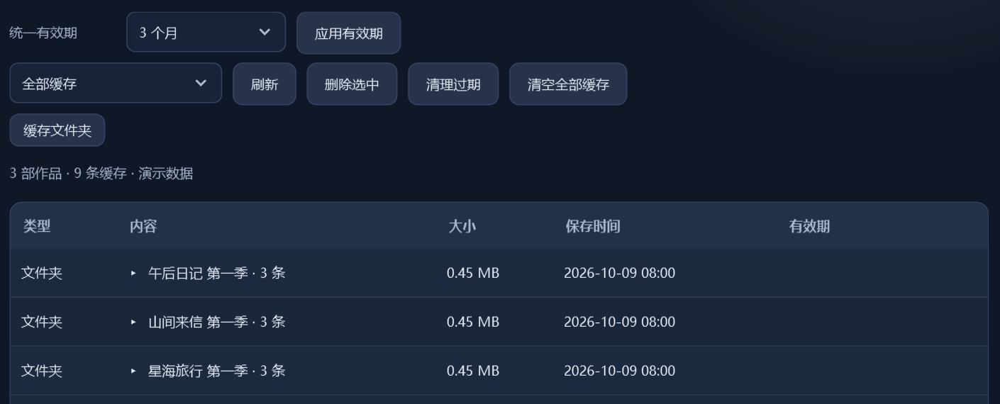 统一有效期 3 个月 应用有效期
全部缓存 刷新 删除选中 清理过期 清空全部缓存
缓存文件夹
3 部作品 · 9 条缓存 · 演示数据
类型 内容 大小 保存时间 有效期
文件夹 ▸ 午后日记 第一季 · 3 条 0.45 MB 2026-10-09 08:00
文件夹 ▸ 山间来信 第一季 · 3 条 0.45 MB 2026-10-09 08:00
文件夹 ▸ 星海旅行 第一季 · 3 条 0.45 MB 2026-10-09 08:00